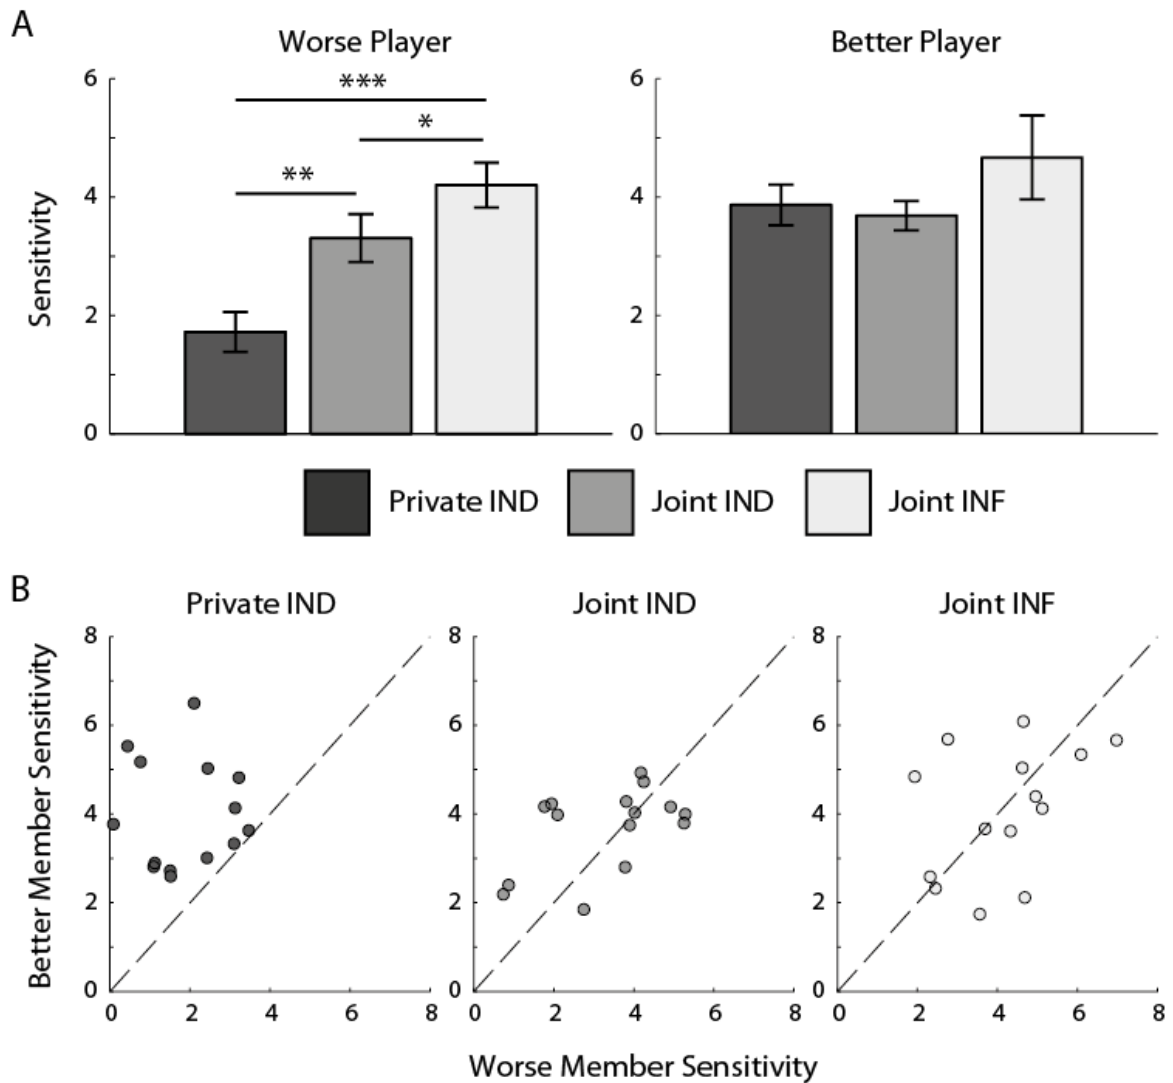 A
Worse Player
Better Player
Sensitivity
6
4
2
0
***
*
**
6
4
2
0
Private IND
Joint IND
Joint INF
B
Private IND
Joint IND
Joint INF
Better Member Sensitivity
8
6
4
2
0
0 2 4 6 8
8
6
4
2
0
0 2 4 6 8
8
6
4
2
0
0 2 4 6 8
Worse Member Sensitivity